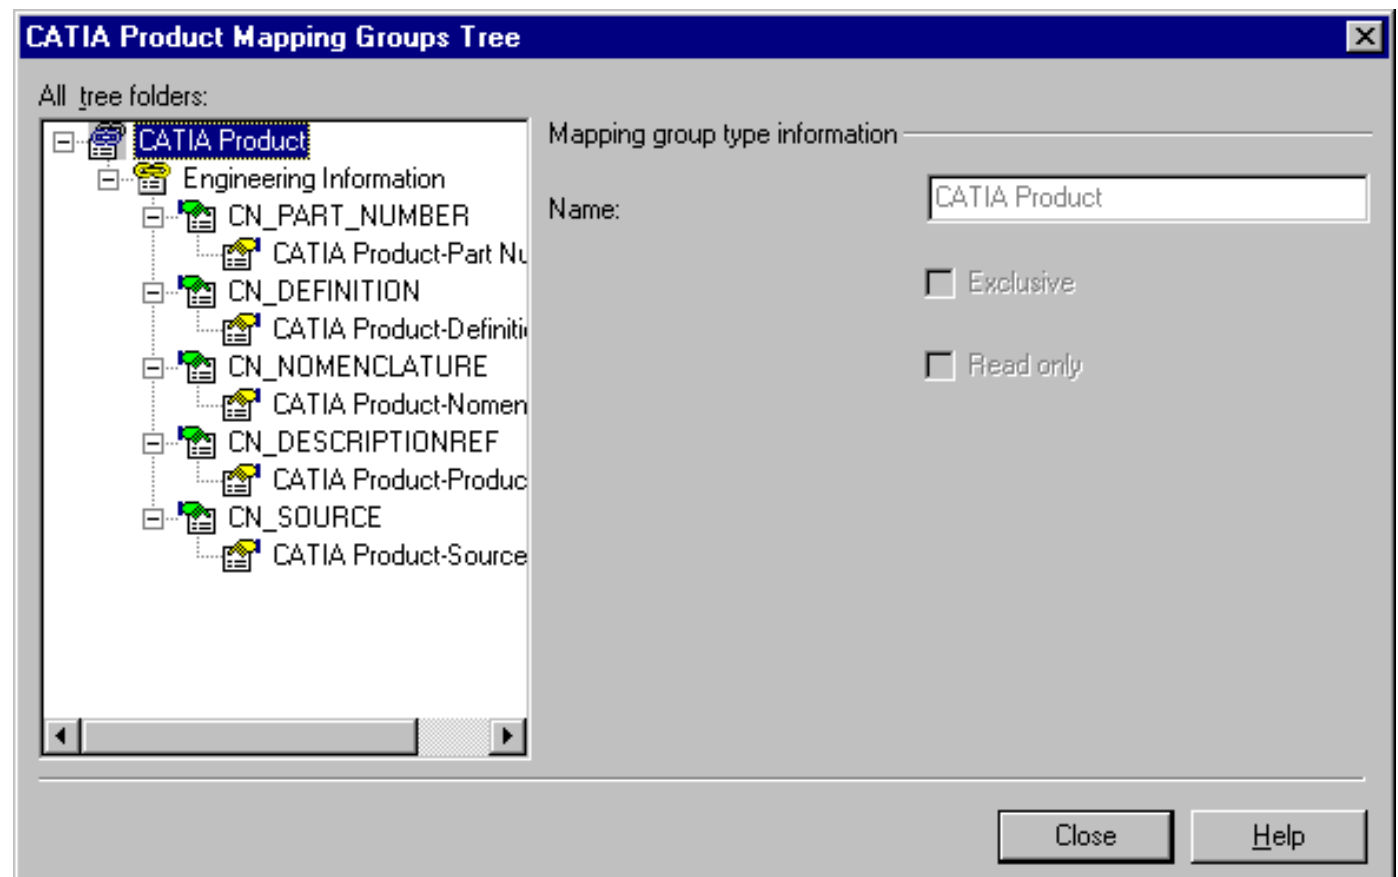 CATIA Product Mapping Groups Tree
All tree folders:
CATIA Product
Engineering Information
CN_PART_NUMBER
CATIA Product-Part Nu
CN_DEFINITION
CATIA Product-Definiti
CN_NOMENCLATURE
CATIA Product-Nomen
CN_DESCRIPTIONREF
CATIA Product-Produc
CN_SOURCE
CATIA Product-Source
Mapping group type information
Name:
CATIA Product
Exclusive
Read only
Close
Help